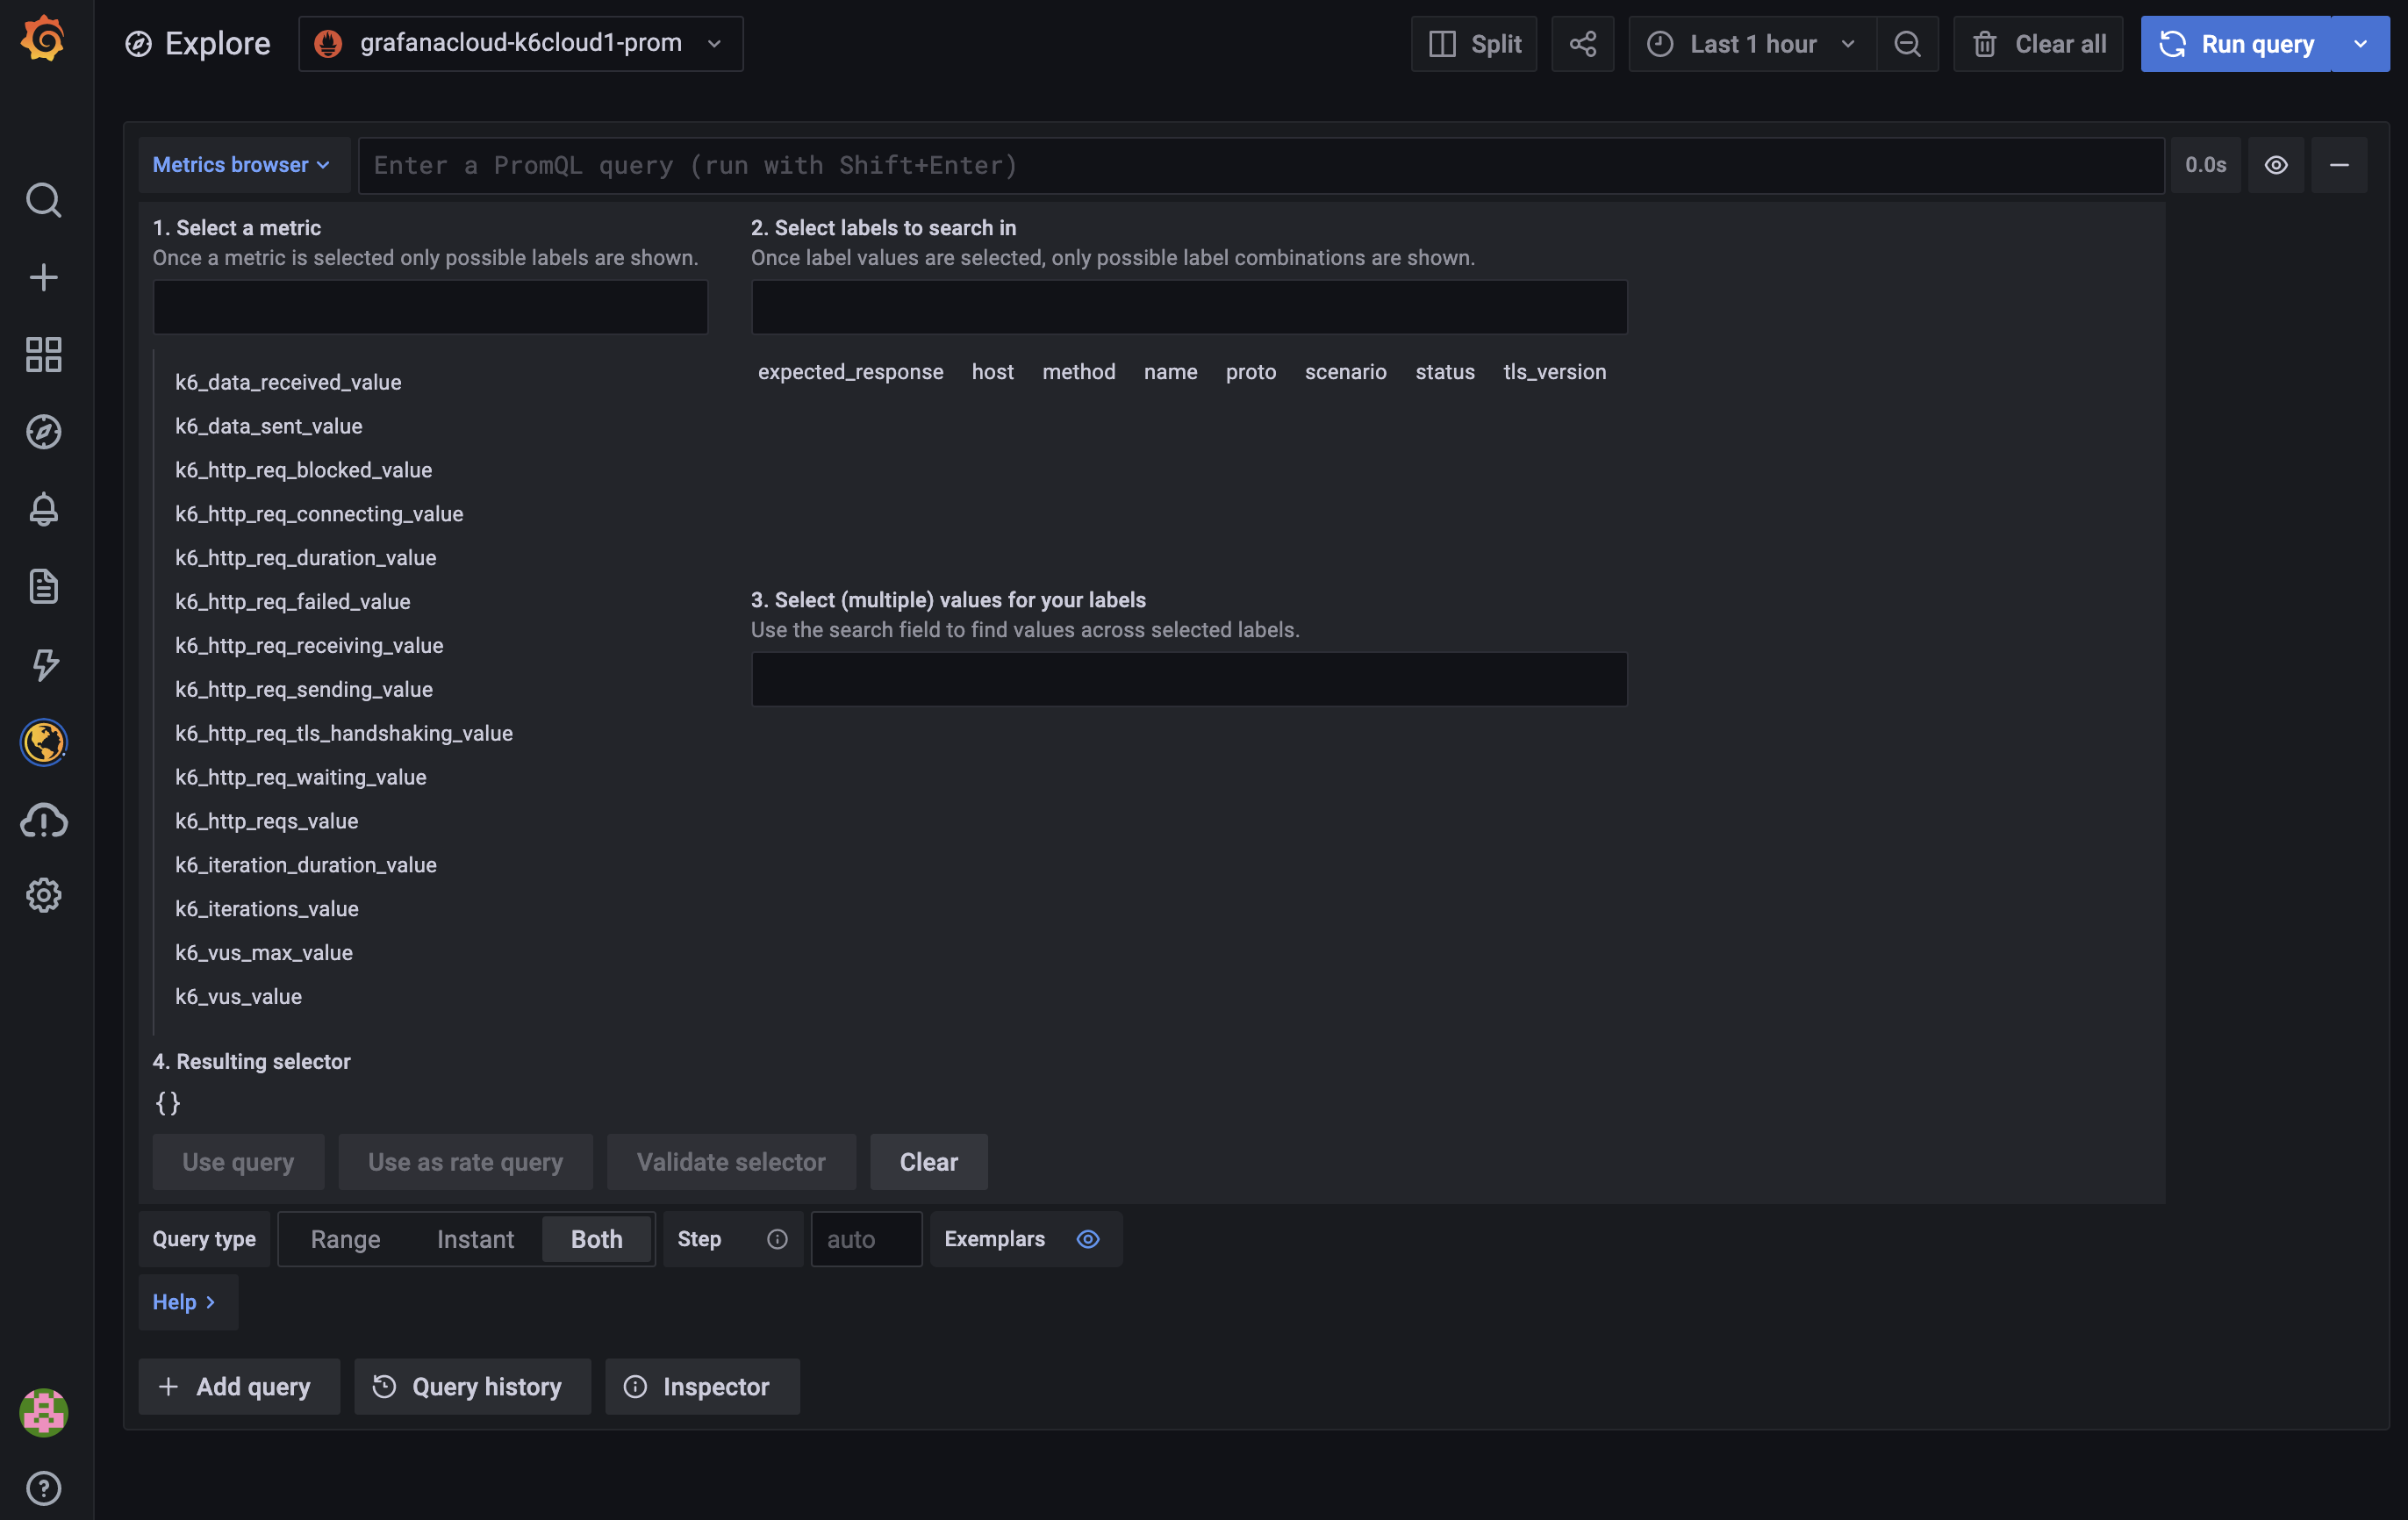 Explore
grafanacloud-k6cloud1-prom
Split
Last 1 hour
Clear all
Run query
Metrics browser
Enter a PromQL query (run with Shift+Enter)
0.0s
1. Select a metric
Once a metric is selected only possible labels are shown.
k6_data_received_value
k6_data_sent_value
k6_http_req_blocked_value
k6_http_req_connecting_value
k6_http_req_duration_value
k6_http_req_failed_value
k6_http_req_receiving_value
k6_http_req_sending_value
k6_http_req_tls_handshaking_value
k6_http_req_waiting_value
k6_http_reqs_value
k6_iteration_duration_value
k6_iterations_value
k6_vus_max_value
k6_vus_value
2. Select labels to search in
Once label values are selected, only possible label combinations are shown.
expected_response host method name proto scenario status tls_version
3. Select (multiple) values for your labels
Use the search field to find values across selected labels.
4. Resulting selector
{}
Use query
Use as rate query
Validate selector
Clear
Query type
Range
Instant
Both
Step
auto
Exemplars
Help
Add query
Query history
Inspector